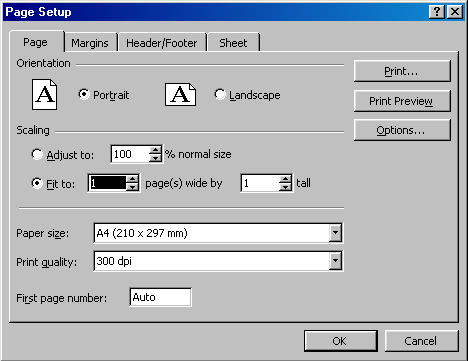 Page Setup
Page Margins Header/Footer Sheet
Orientation
A Portrait A Landscape
Print...
Print Preview
Options...
Scaling
Adjust to: 100 % normal size
Fit to: 1 page(s) wide by 1 tall
Paper size: A4 (210 x 297 mm)
Print quality: 300 dpi
First page number: Auto
OK Cancel